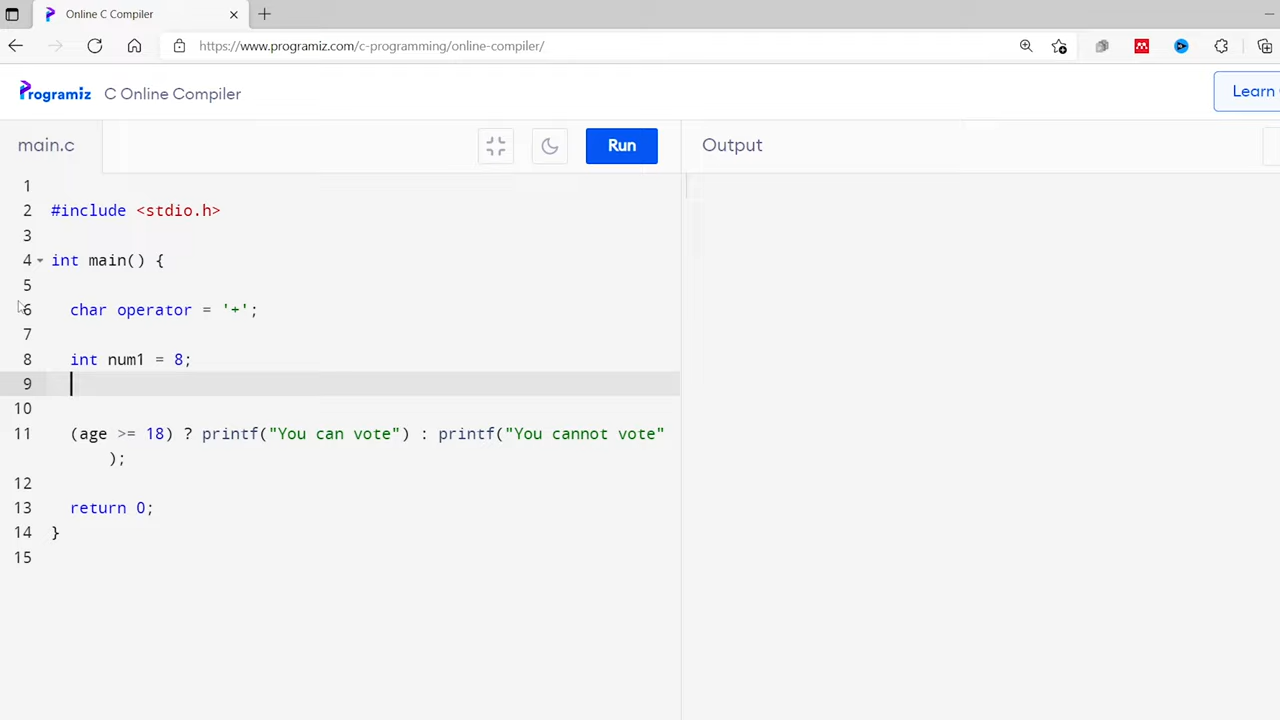 Online C Compiler
https://www.programiz.com/c-programming/online-compiler/
Programiz C Online Compiler
Learn
main.c
Run
Output
1
2 #include <stdio.h>
3
4 int main() {
5
6 char operator = '+';
7
8 int num1 = 8;
9
10
11 (age >= 18) ? printf("You can vote") : printf("You cannot vote"
);
12
13 return 0;
14 }
15